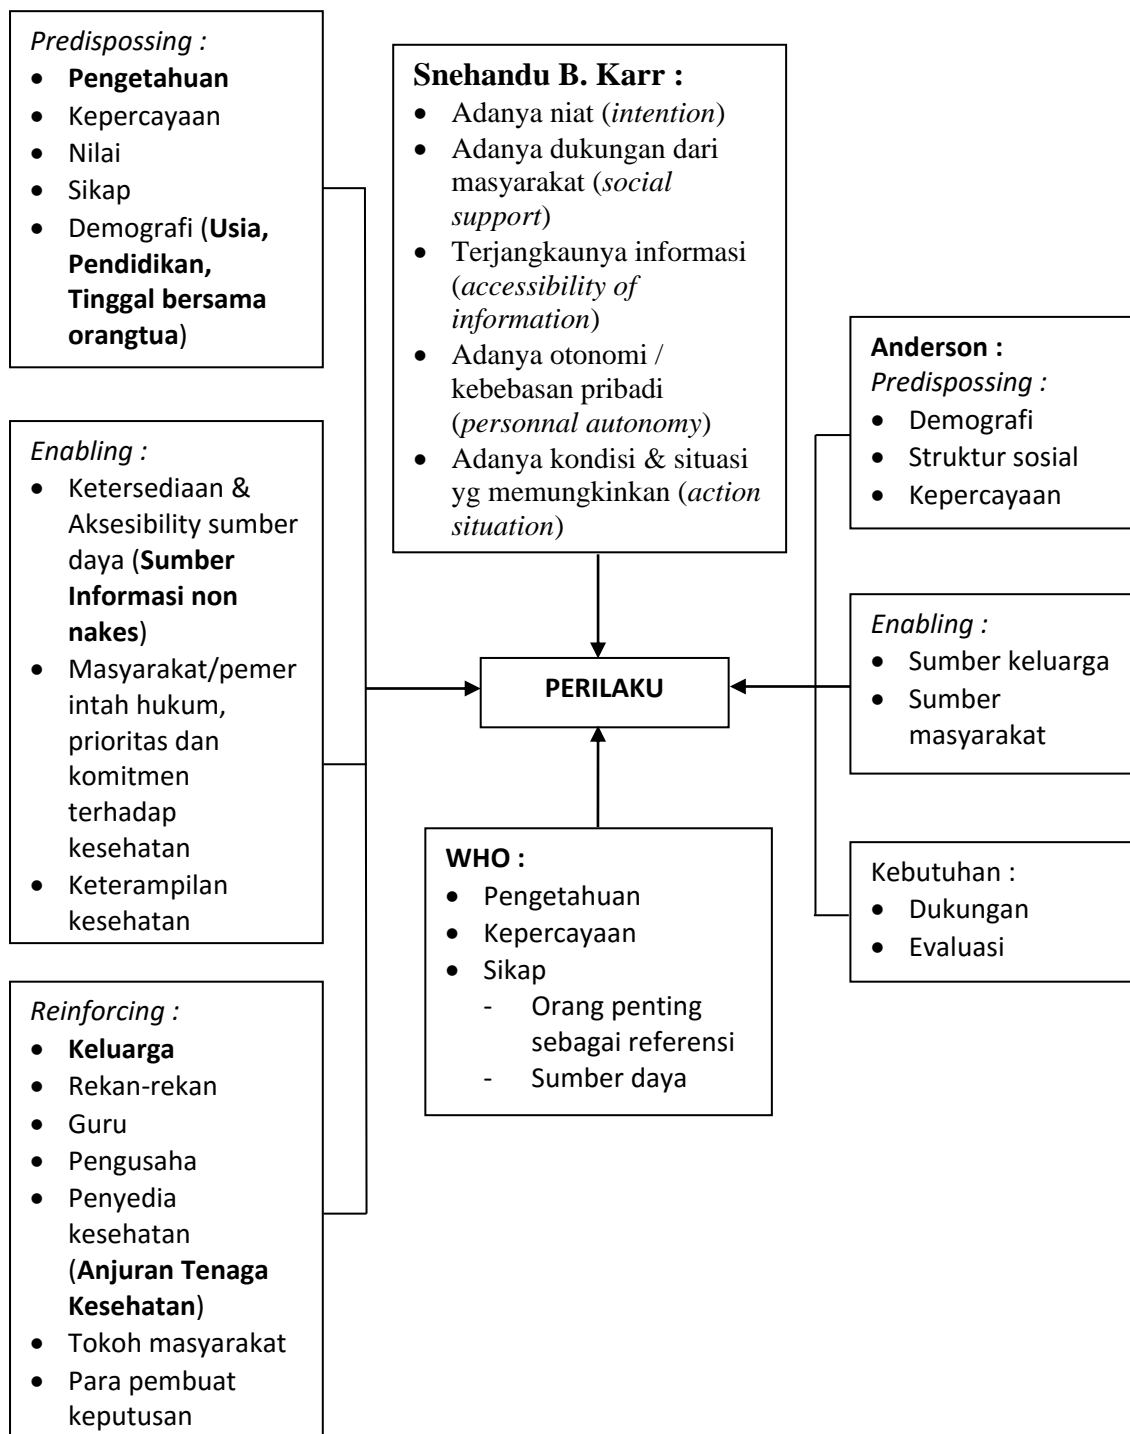 Predispossing :
• Pengetahuan
• Kepercayaan
• Nilai
• Sikap
• Demografi (Usia,
Pendidikan,
Tinggal bersama
orangtua)
Enabling :
• Ketersediaan &
Aksesibility sumber
daya (Sumber
Informasi non
nakes)
• Masyarakat/pemer
intah hukum,
prioritas dan
komitmen
terhadap
kesehatan
• Keterampilan
kesehatan
Reinforcing :
• Keluarga
• Rekan-rekan
• Guru
• Pengusaha
• Penyedia
kesehatan
(Anjuran Tenaga
Kesehatan)
• Tokoh masyarakat
• Para pembuat
keputusan
Snehandu B. Karr :
• Adanya niat (intention)
• Adanya dukungan dari
masyarakat (social
support)
• Terjangkaunya informasi
(accessibility of
information)
• Adanya otonomi /
kebebasan pribadi
(personnal autonomy)
• Adanya kondisi & situasi
yg memungkinkan (action
situation)
PERILAKU
WHO :
• Pengetahuan
• Kepercayaan
• Sikap
- Orang penting
sebagai referensi
- Sumber daya
Anderson :
Predispossing :
• Demografi
• Struktur sosial
• Kepercayaan
Enabling :
• Sumber keluarga
• Sumber
masyarakat
Kebutuhan :
• Dukungan
• Evaluasi